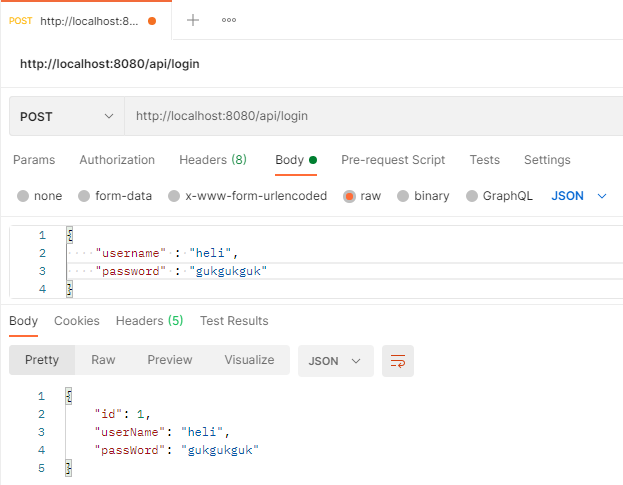 POST http://localhost:8...
http://localhost:8080/api/login
POST http://localhost:8080/api/login
Params Authorization Headers (8) Body Pre-request Script Tests Settings
none form-data x-www-form-urlencoded raw binary GraphQL JSON
1 {
2 "username" : "heli",
3 "password" : "gukgukguk"
4 }
Body Cookies Headers (5) Test Results
Pretty Raw Preview Visualize JSON
1 {
2 "id": 1,
3 "userName": "heli",
4 "passWord": "gukgukguk"
5 }